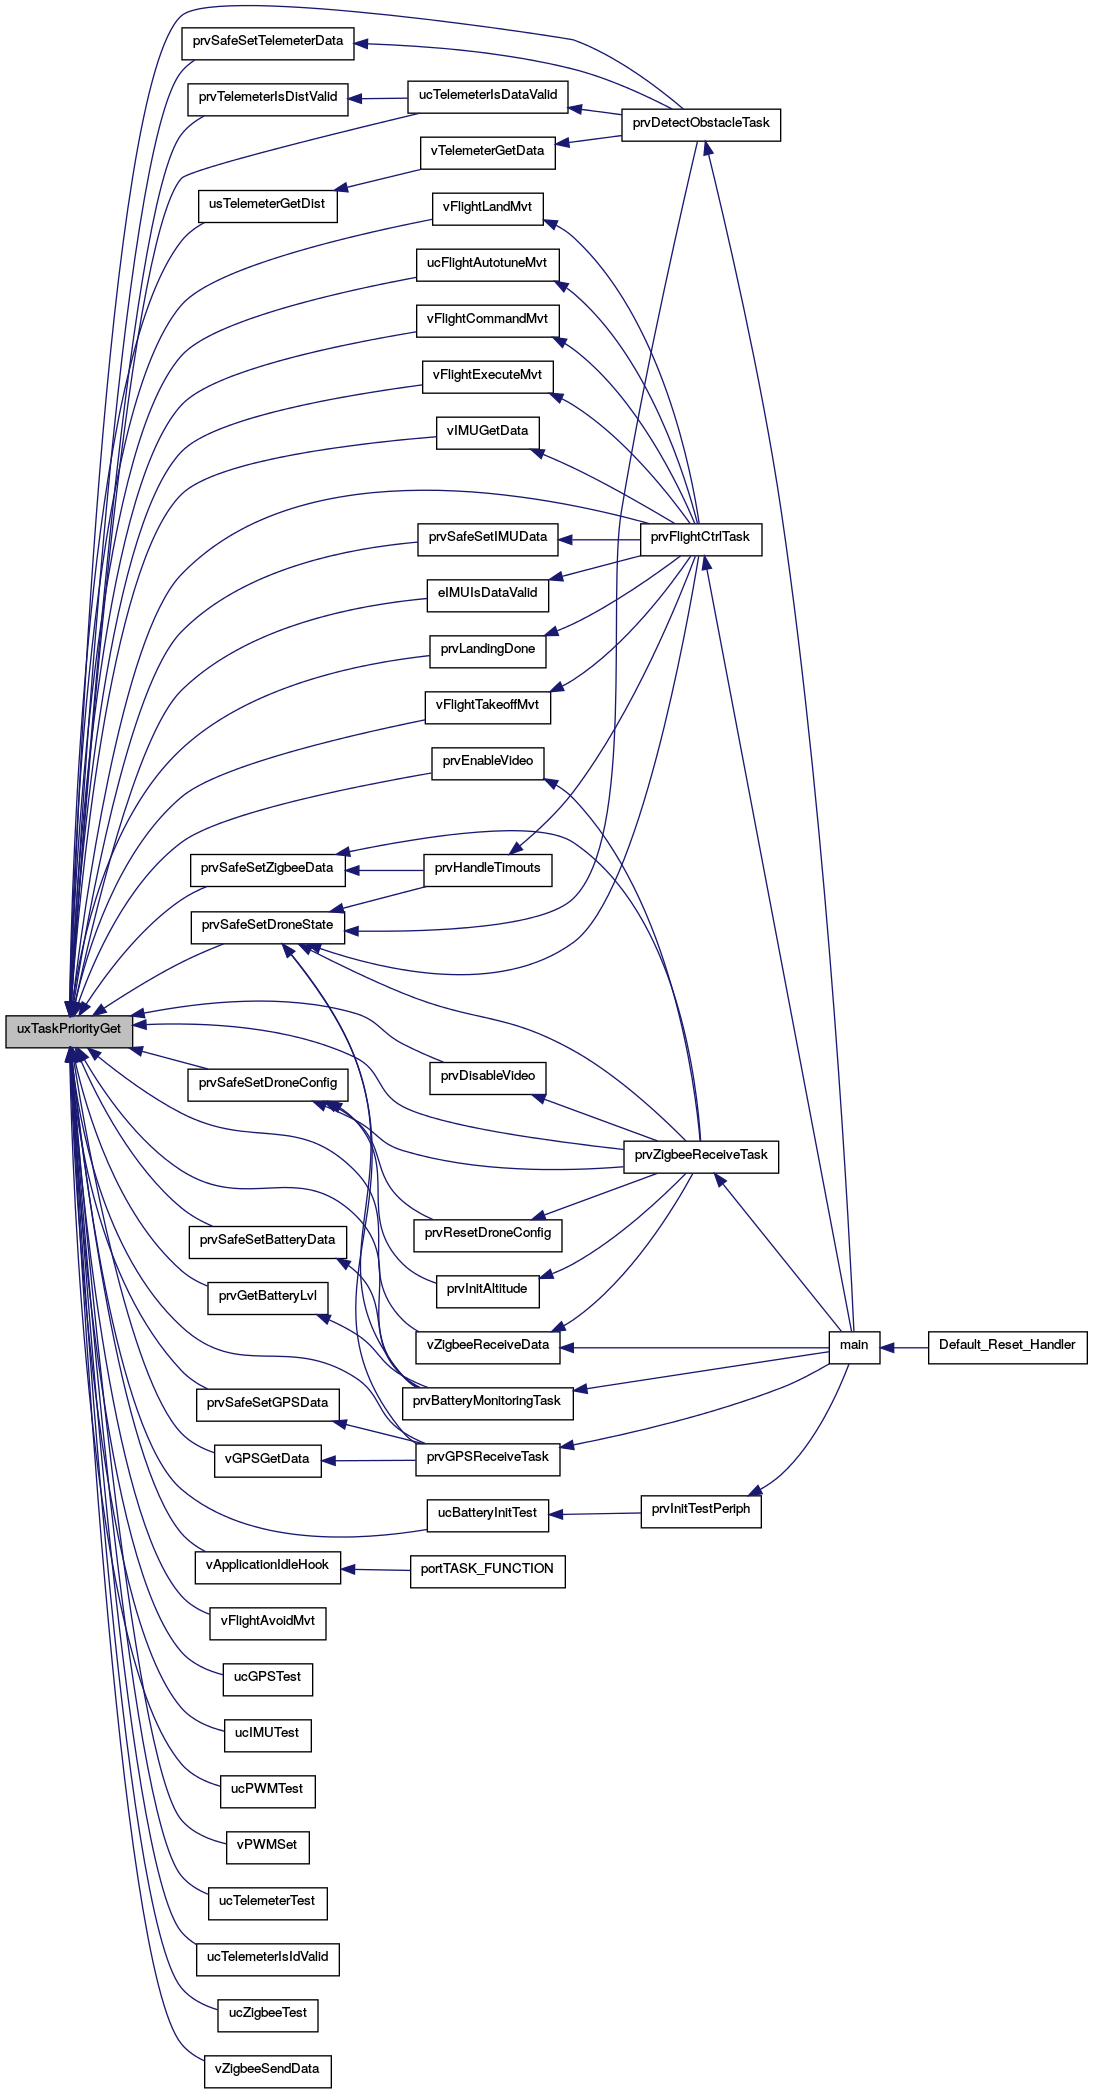 prvSafeSetTelemeterData
prvTelemeterIsDistValid
ucTelemeterIsDataValid
prvDetectObstacleTask
vTelemeterGetData
usTelemeterGetDist
vFlightLandMvt
ucFlightAutotuneMvt
vFlightCommandMvt
vFlightExecuteMvt
vIMUGetData
prvSafeSetIMUData
prvFlightCtrlTask
eIMUIsDataValid
prvLandingDone
vFlightTakeoffMvt
prvEnableVideo
prvSafeSetZigbeeData
prvHandleTimouts
prvSafeSetDroneState
uxTaskPriorityGet
prvSafeSetDroneConfig
prvDisableVideo
prvZigbeeReceiveTask
prvResetDroneConfig
prvSafeSetBatteryData
prvInitAltitude
prvGetBatteryLvl
vZigbeeReceiveData
main
Default_Reset_Handler
prvSafeSetGPSData
prvBatteryMonitoringTask
vGPSGetData
prvGPSReceiveTask
ucBatteryInitTest
prvInitTestPeriph
vApplicationIdleHook
portTASK_FUNCTION
vFlightAvoidMvt
ucGPSTest
ucIMUTest
ucPWMTest
vPWMSet
ucTelemeterTest
ucTelemeterIsIdValid
ucZigbeeTest
vZigbeeSendData